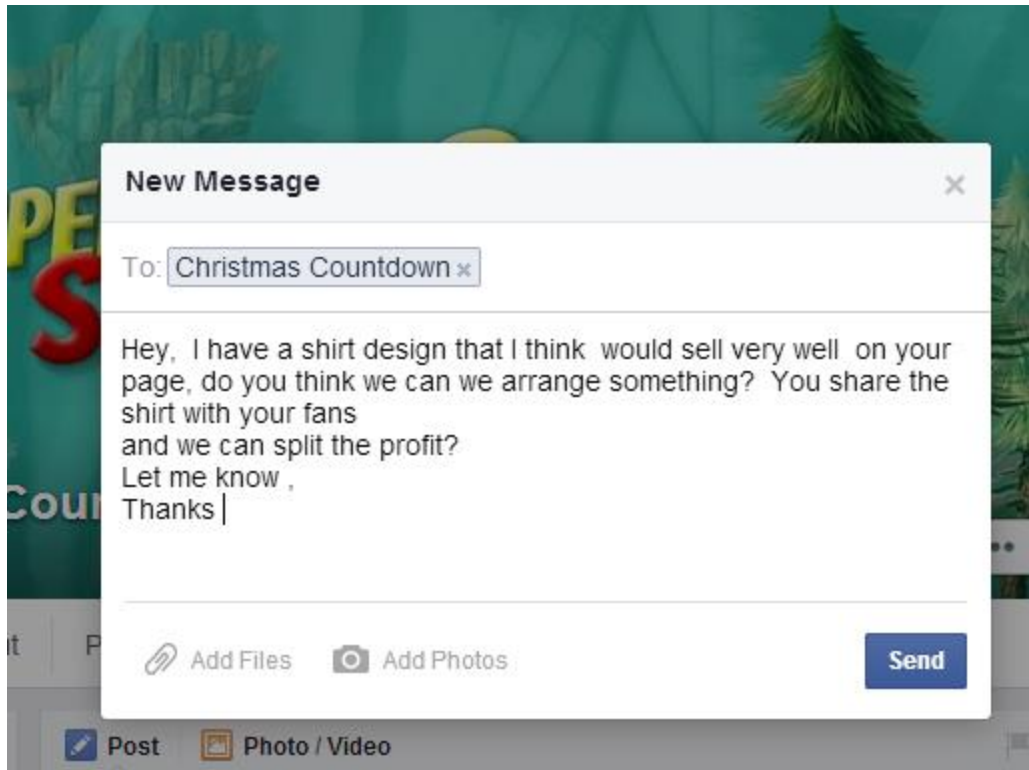 New Message
To: Christmas Countdown
Hey, I have a shirt design that I think would sell very well on your
page, do you think we can we arrange something? You share the
shirt with your fans
and we can split the profit?
Let me know ,
Thanks
Add Files Add Photos Send
Post Photo / Video